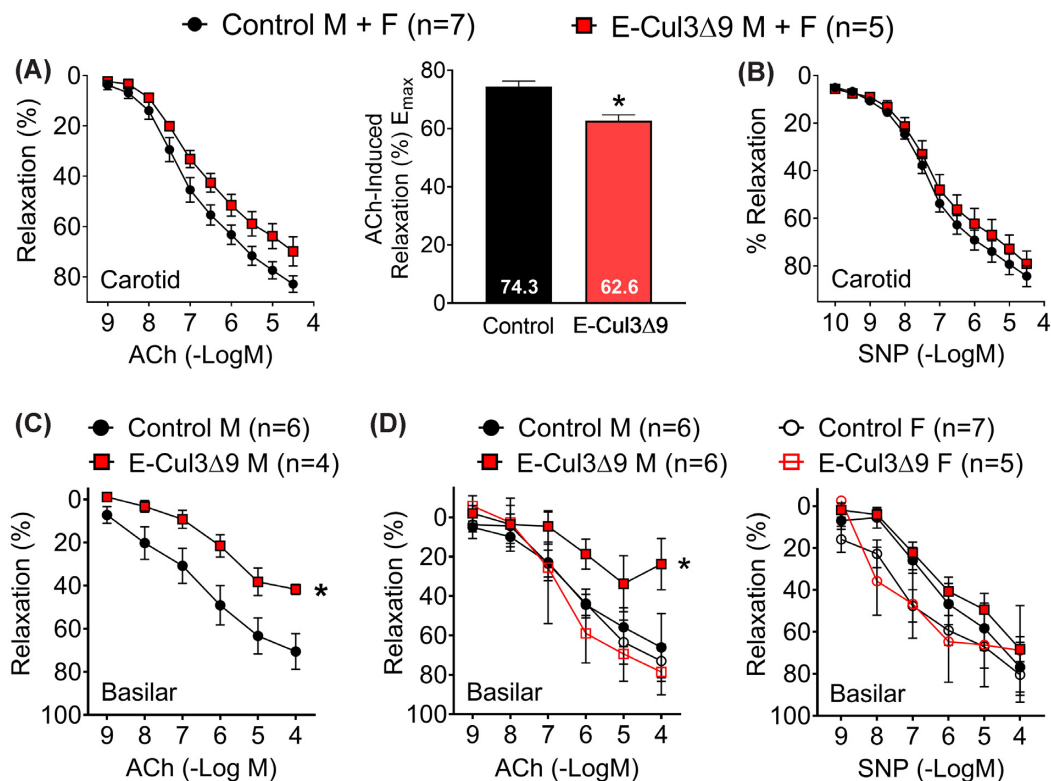 Control M + F (n=7)
E-Cul3Δ9 M + F (n=5)
(A)
Relaxation (%)
0
20
40
60
80
Carotid
9 8 7 6 5 4
ACh (-LogM)
ACh-Induced
Relaxation (%) Emax
80
60
40
20
0
*
74.3
62.6
Control E-Cul3Δ9
(B)
% Relaxation
0
20
40
60
80
Carotid
10 9 8 7 6 5 4
SNP (-LogM)
(C)
Control M (n=6)
E-Cul3Δ9 M (n=4)
Relaxation (%)
0
20
40
60
80
100
*
Basilar
9 8 7 6 5 4
ACh (-Log M)
(D)
Control M (n=6)
E-Cul3Δ9 M (n=6)
Control F (n=7)
E-Cul3Δ9 F (n=5)
Relaxation (%)
0
20
40
60
80
100
*
Basilar
9 8 7 6 5 4
ACh (-LogM)
Relaxation (%)
0
20
40
60
80
100
Basilar
9 8 7 6 5 4
SNP (-LogM)